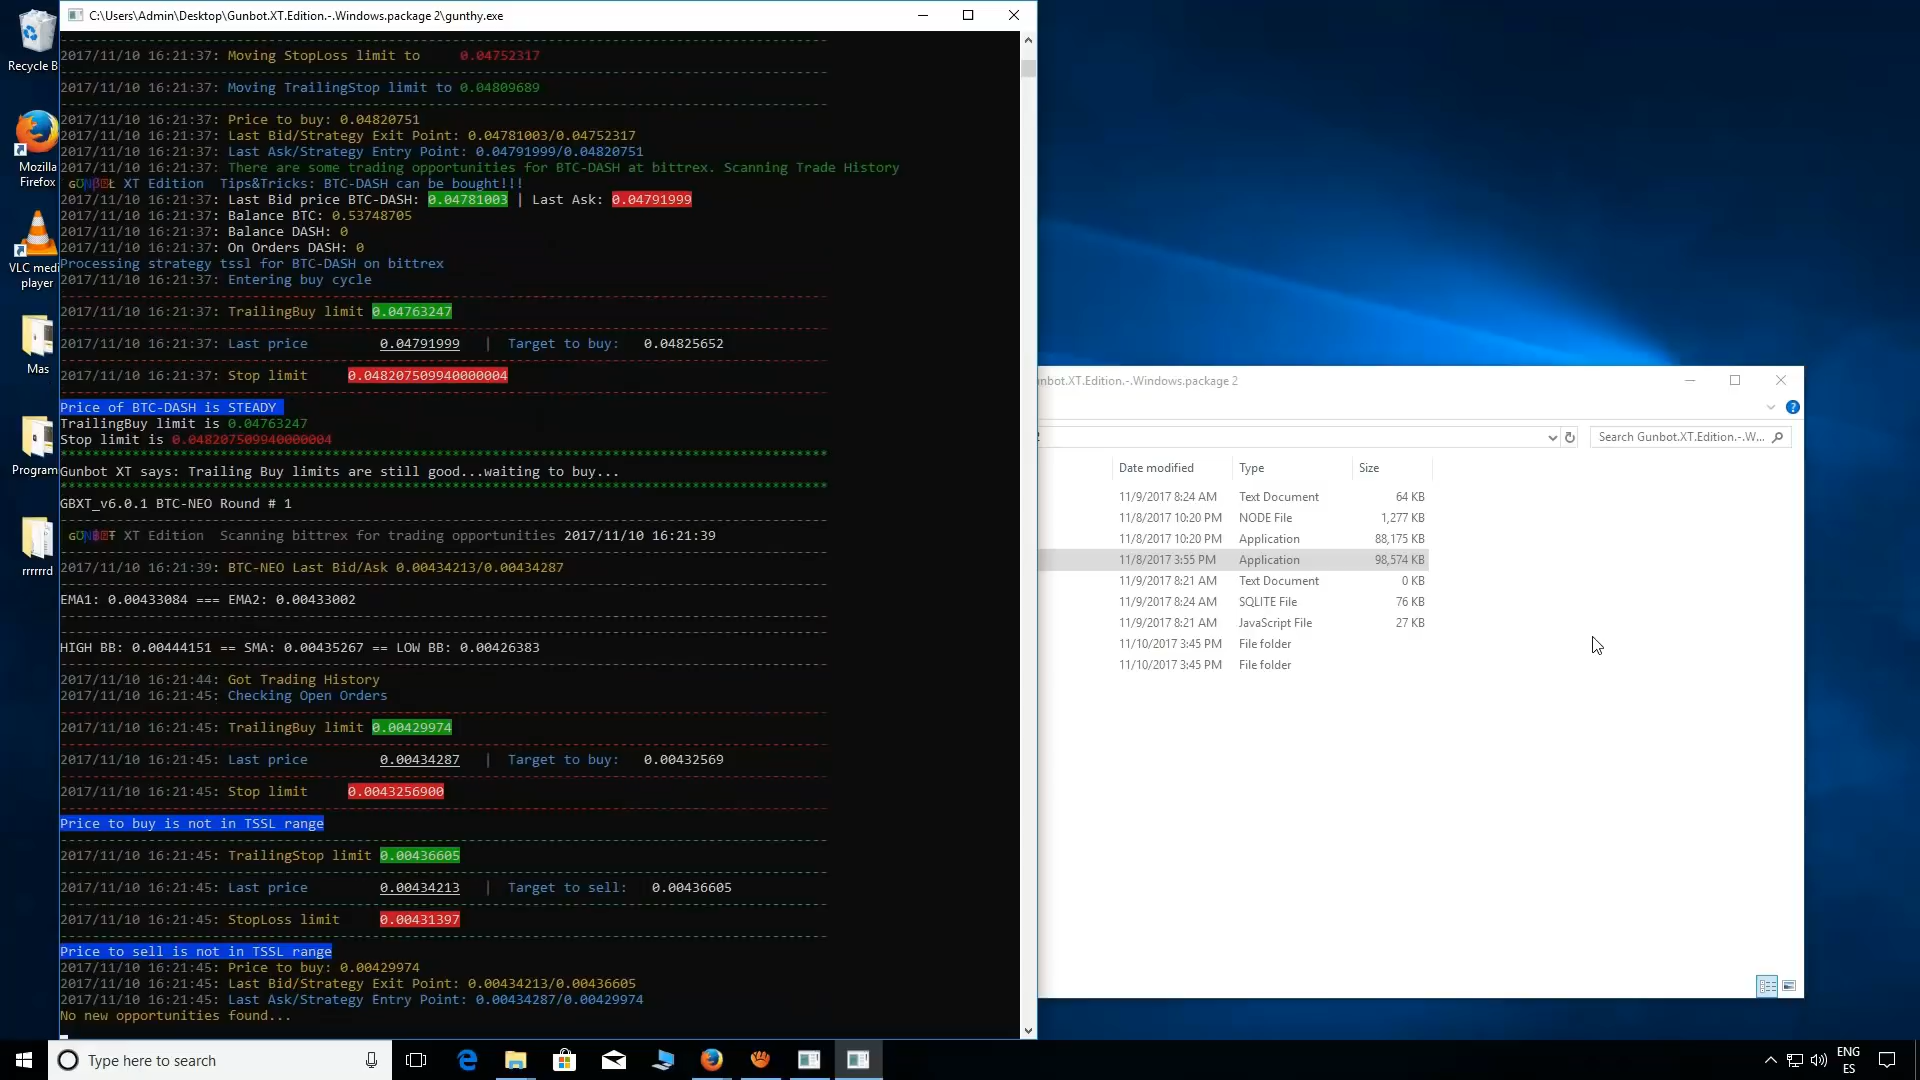 Recycle B
Mozilla
Firefox
VLC medi
player
Mas
Program
rrrrrrd
C:\Users\Admin\Desktop\Gunbot.XT.Edition.-.Windows.package 2\gunthy.exe
2017/11/10 16:21:37: Moving StopLoss limit to 0.04752317
2017/11/10 16:21:37: Moving TrailingStop limit to 0.04809689
2017/11/10 16:21:37: Price to buy: 0.04820751
2017/11/10 16:21:37: Last Bid/Strategy Exit Point: 0.04781003/0.04752317
2017/11/10 16:21:37: Last Ask/Strategy Entry Point: 0.04791999/0.04820751
2017/11/10 16:21:37: There are some trading opportunities for BTC-DASH at bittrex. Scanning Trade History
XT Edition Tips&Tricks: BTC-DASH can be bought!!!
2017/11/10 16:21:37: Last Bid price BTC-DASH: 0.04781003 | Last Ask: 0.04791999
2017/11/10 16:21:37: Balance BTC: 0.53748705
2017/11/10 16:21:37: Balance DASH: 0
2017/11/10 16:21:37: On Orders DASH: 0
Processing strategy tssl for BTC-DASH on bittrex
2017/11/10 16:21:37: Entering buy cycle
2017/11/10 16:21:37: TrailingBuy limit 0.04763247
2017/11/10 16:21:37: Last price 0.04791999 | Target to buy: 0.04825652
2017/11/10 16:21:37: Stop limit 0.048207509940000004
Price of BTC-DASH is STEADY
TrailingBuy limit is 0.04763247
Stop limit is 0.048207509940000004
Gunbot XT says: Trailing Buy limits are still good...waiting to buy...
GBXT_v6.0.1 BTC-NEO Round # 1
XT Edition Scanning bittrex for trading opportunities 2017/11/10 16:21:39
2017/11/10 16:21:39: BTC-NEO Last Bid/Ask 0.00434213/0.00434287
EMA1: 0.00433084 === EMA2: 0.00433002
HIGH BB: 0.00444151 == SMA: 0.00435267 == LOW BB: 0.00426383
2017/11/10 16:21:44: Got Trading History
2017/11/10 16:21:45: Checking Open Orders
2017/11/10 16:21:45: TrailingBuy limit 0.00429974
2017/11/10 16:21:45: Last price 0.00434287 | Target to buy: 0.00432569
2017/11/10 16:21:45: Stop limit 0.0043256900
Price to buy is not in TSSL range
2017/11/10 16:21:45: TrailingStop limit 0.00436605
2017/11/10 16:21:45: Last price 0.00434213 | Target to sell: 0.00436605
2017/11/10 16:21:45: StopLoss limit 0.00431397
Price to sell is not in TSSL range
2017/11/10 16:21:45: Price to buy: 0.00429974
2017/11/10 16:21:45: Last Bid/Strategy Exit Point: 0.00434213/0.00436605
2017/11/10 16:21:45: Last Ask/Strategy Entry Point: 0.00434287/0.00429974
No new opportunities found...
nbot.XT.Edition.-.Windows.package 2
2
Search Gunbot.XT.Edition.-.W...
Date modified Type Size
11/9/2017 8:24 AM Text Document 64 KB
11/8/2017 10:20 PM NODE File 1,277 KB
11/8/2017 10:20 PM Application 88,175 KB
11/8/2017 3:55 PM Application 98,574 KB
11/9/2017 8:21 AM Text Document 0 KB
11/9/2017 8:24 AM SQLITE File 76 KB
11/9/2017 8:21 AM JavaScript File 27 KB
11/10/2017 3:45 PM File folder
11/10/2017 3:45 PM File folder
Type here to search
ENG
ES